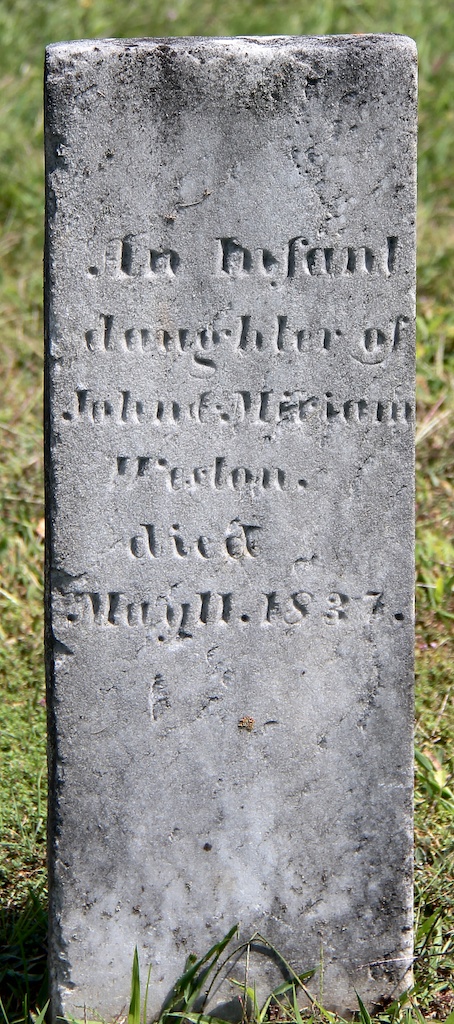 An Infant
daughter of
John & Miriam
Weston.
died
May 11. 1837.